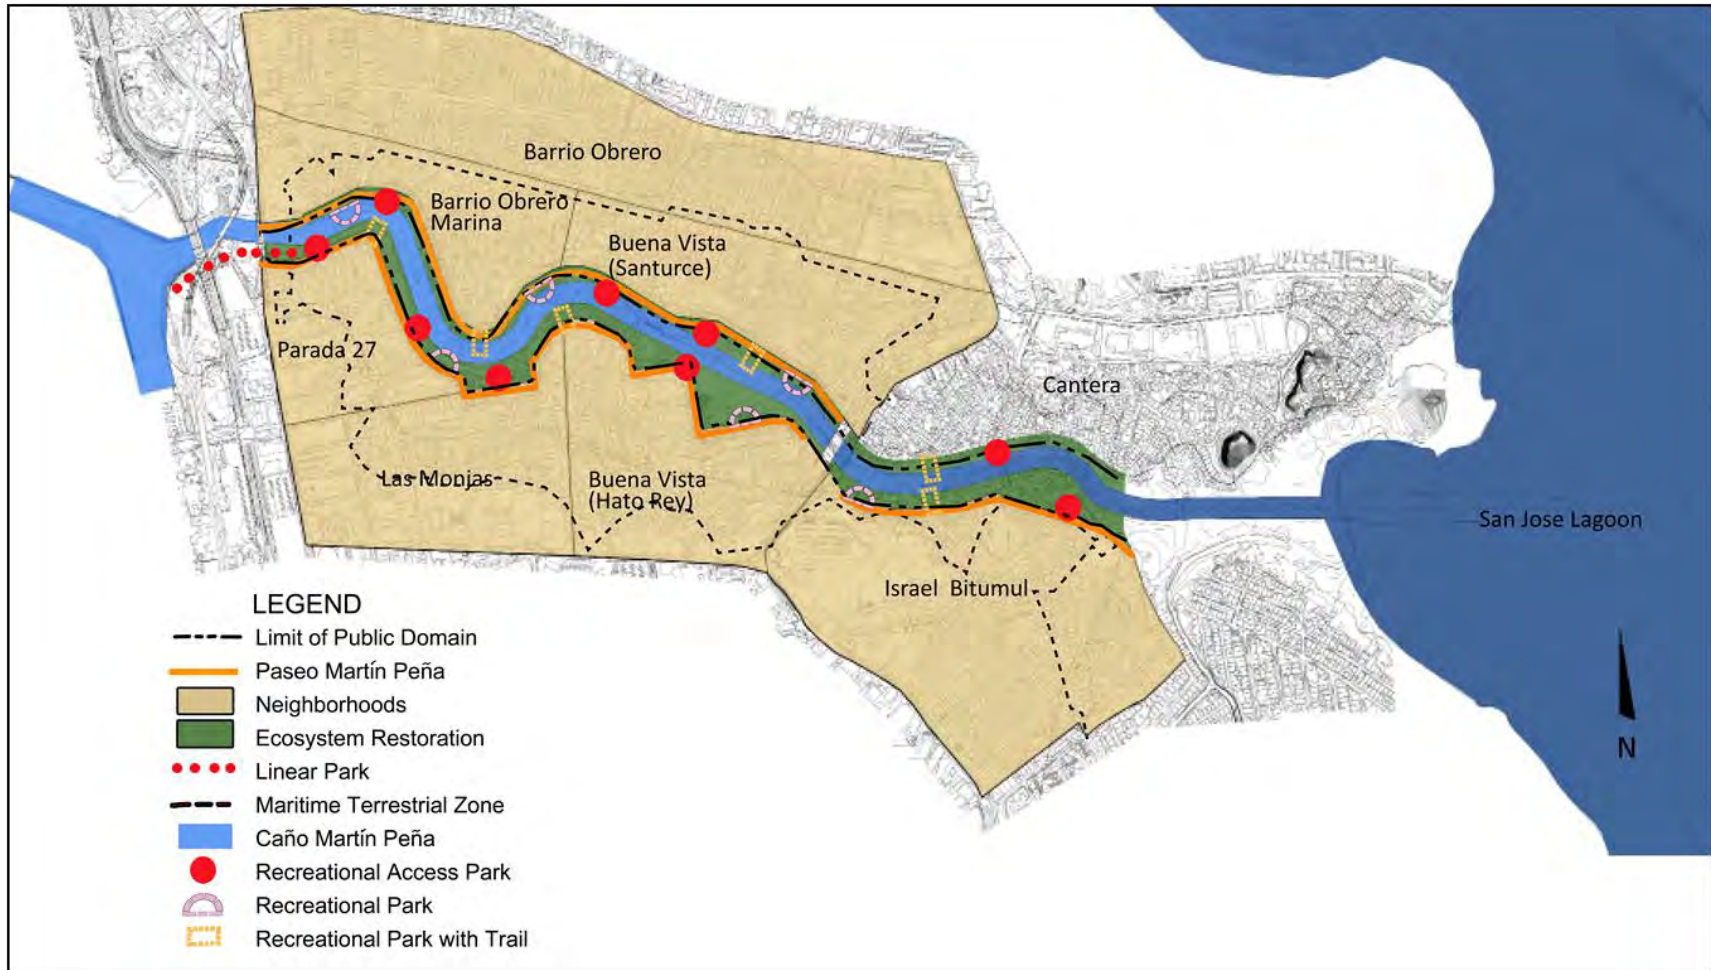 Barrio Obrero
Barrio Obrero
Marina
Buena Vista
(Santurce)
Parada 27
Cantera
Las Monjas
Buena Vista
(Hato Rey)
San Jose Lagoon
Israel Bitumul
LEGEND
Limit of Public Domain
Paseo Martín Peña
Neighborhoods
Ecosystem Restoration
Linear Park
Maritime Terrestrial Zone
Caño Martín Peña
Recreational Access Park
Recreational Park
Recreational Park with Trail
N